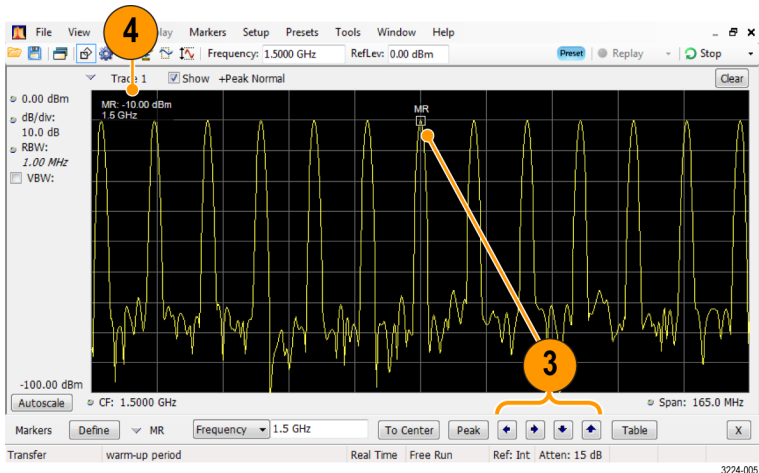 File View lay Markers Setup Presets Tools Window Help
4
Frequency: 1.5000 GHz RefLev: 0.00 dBm Preset Replay Stop
Trace 1 Show +Peak Normal Clear
0.00 dBm
dB/div:
10.0 dB
RBW:
1.00 MHz
VBW:
MR: -10.00 dBm
1.5 GHz
MR
3
-100.00 dBm
Autoscale CF: 1.5000 GHz Span: 165.0 MHz
Markers Define MR Frequency 1.5 GHz To Center Peak Table X
Transfer warm-up period Real Time Free Run Ref: Int Atten: 15 dB
3224-005